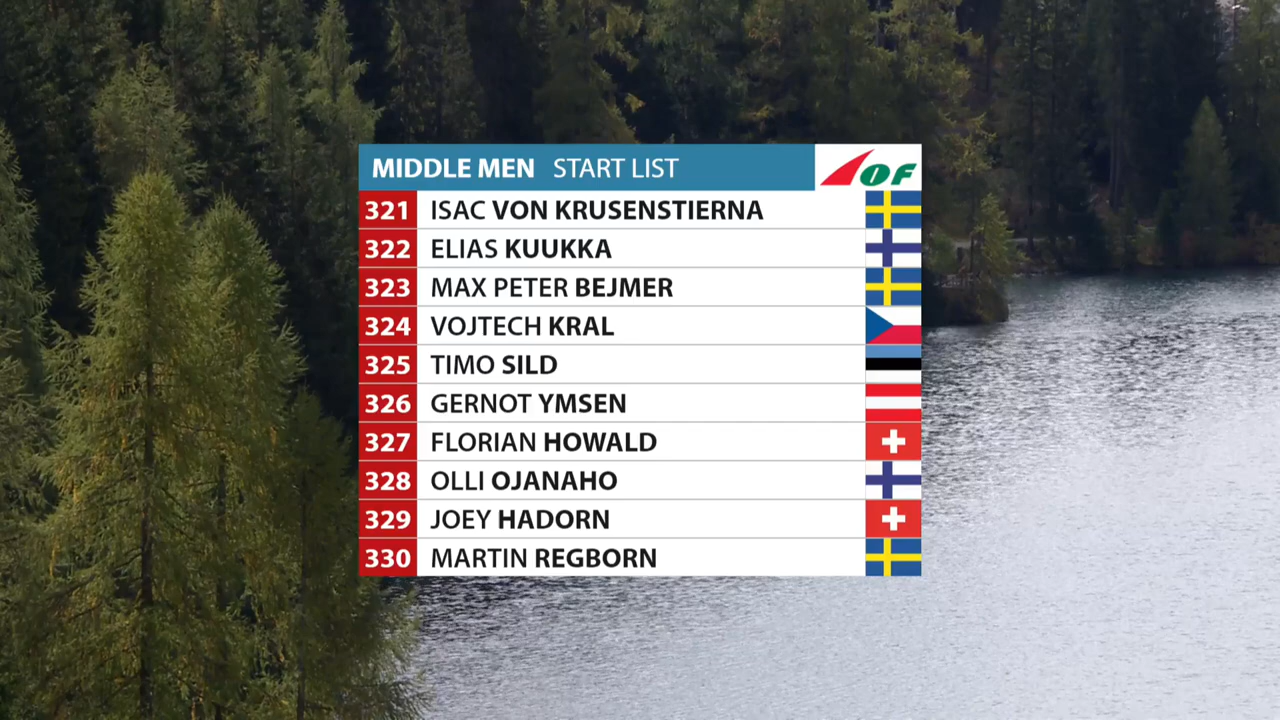 MIDDLE MEN START LIST
IOF
321 ISAC VON KRUSENSTIERNA
322 ELIAS KUUKKA
323 MAX PETER BEJMER
324 VOJTECH KRAL
325 TIMO SILD
326 GERNOT YMSEN
327 FLORIAN HOWALD
328 OLLI OJANAHO
329 JOEY HADORN
330 MARTIN REGBORN